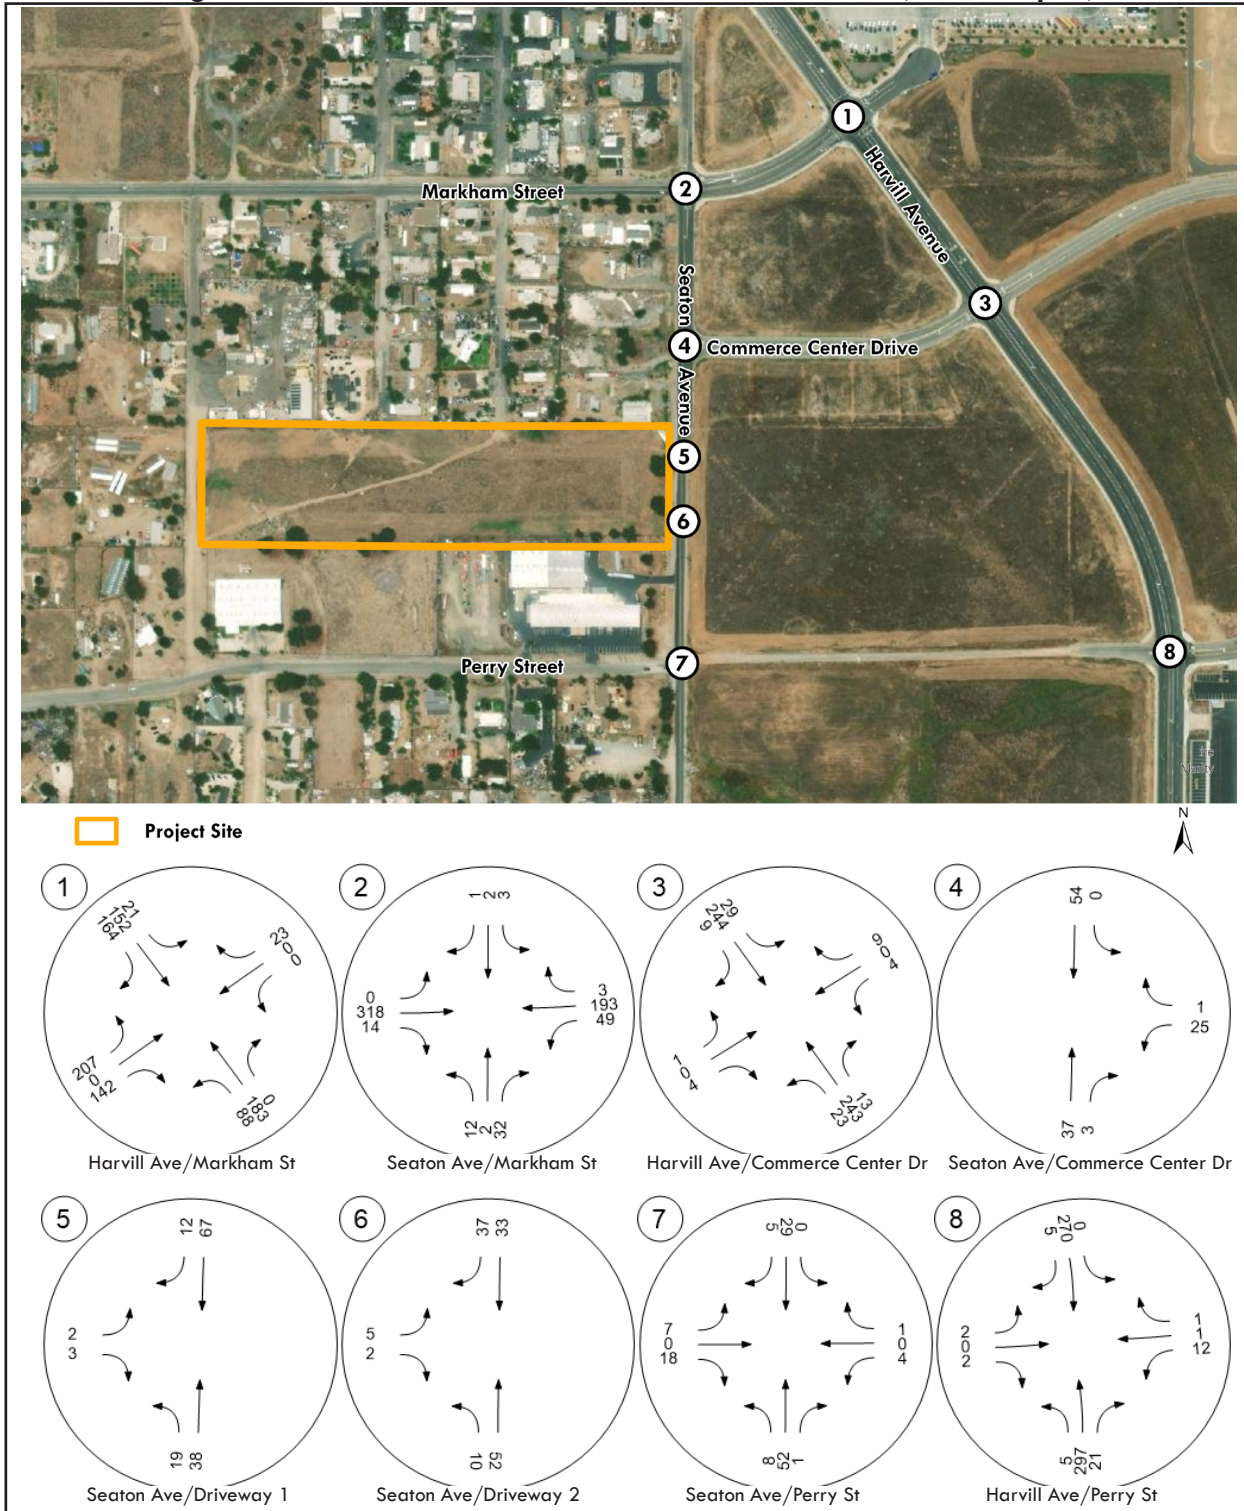 1
Harvill Avenue
Markham Street
2
Seaton Avenue
3
4
Commerce Center Drive
5
6
Perry Street
7
8
Project Site
N
1
164 152 21
23
0
0
207
0
142
88 183 0
Harvill Ave/Markham St
2
1 2 3
0
318
14
3
193
49
12 2 32
Seaton Ave/Markham St
3
9 244 29
9
0
4
1
0
4
23 243 13
Harvill Ave/Commerce Center Dr
4
54 0
1
25
37 3
Seaton Ave/Commerce Center Dr
5
12 67
2
3
19 38
Seaton Ave/Driveway 1
6
37 33
5
2
10 52
Seaton Ave/Driveway 2
7
5 29 0
7
0
18
1
0
4
8 52 1
Seaton Ave/Perry St
8
5 270 0
2
0
2
1
1
12
5 297 21
Harvill Ave/Perry St